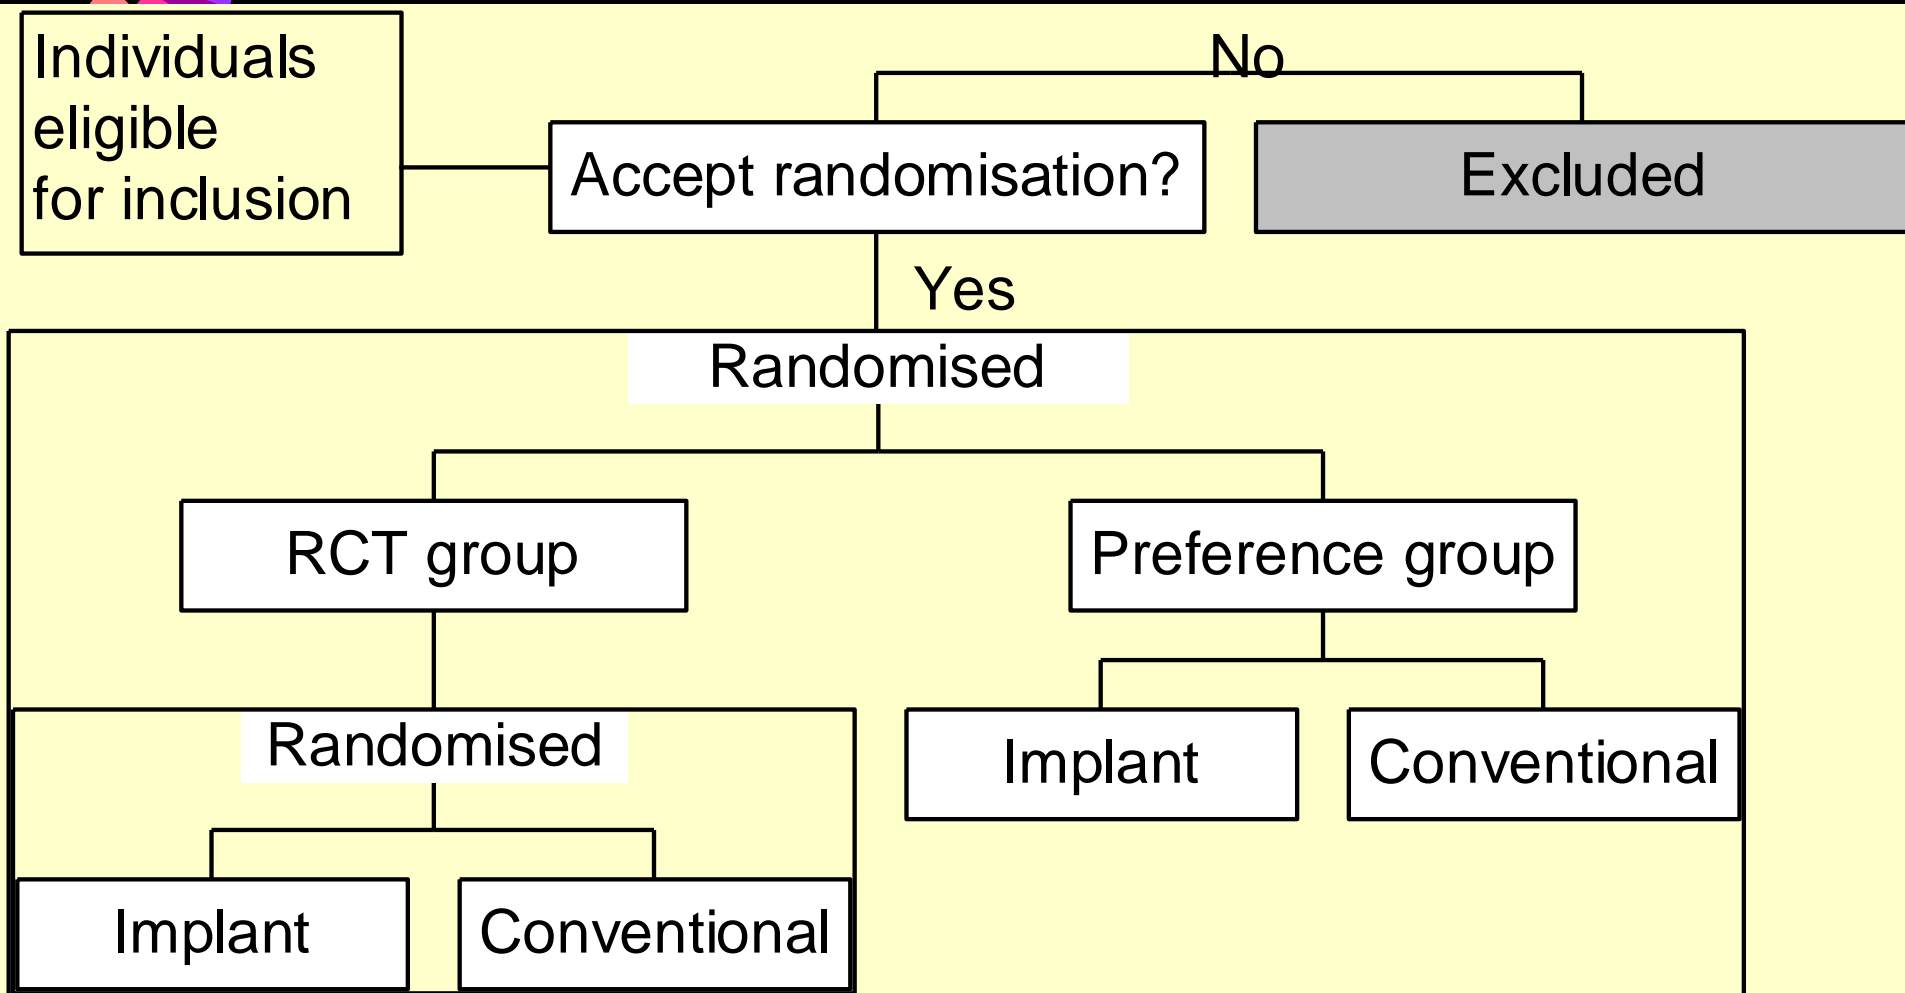 Individuals
eligible
for inclusion
No
Accept randomisation?
Excluded
Yes
Randomised
RCT group
Preference group
Randomised
Implant
Conventional
Implant
Conventional